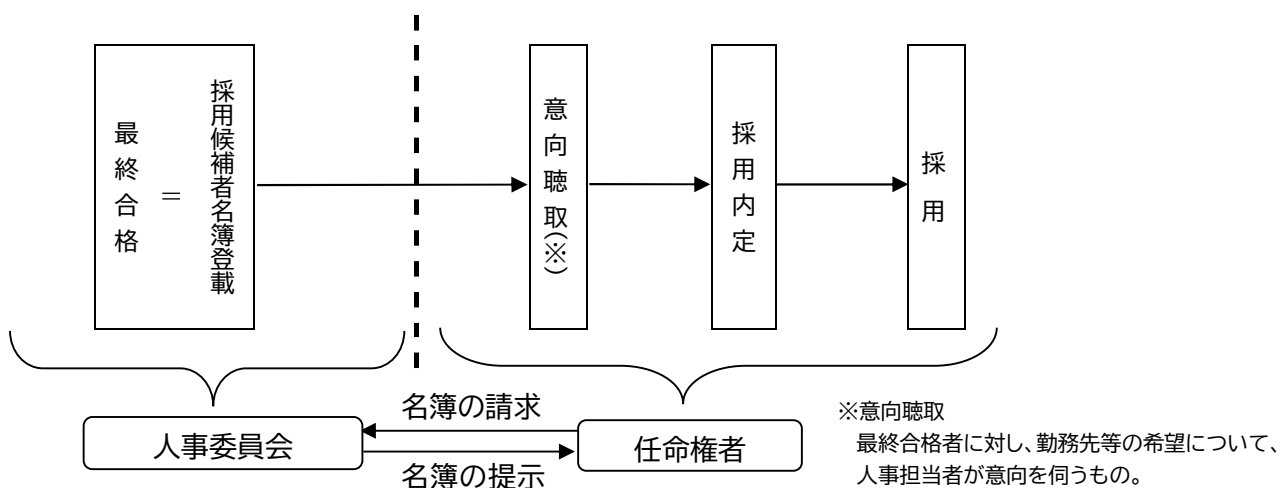 最終合格
=
採用候補者名簿登載
意向聴取(※)
採用内定
採用
人事委員会
名簿の請求
名簿の提示
任命権者
※意向聴取
最終合格者に対し、勤務先等の希望について、
人事担当者が意向を伺うもの。